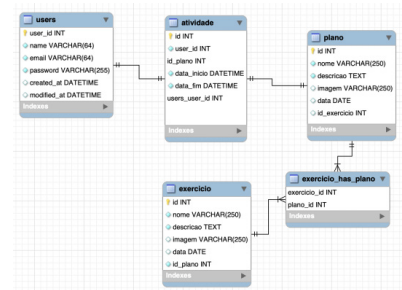 users
user_id INT
name VARCHAR(64)
email VARCHAR(64)
password VARCHAR(255)
created_at DATETIME
modified_at DATETIME
Indexes
atividade
id INT
user_id INT
id_plano INT
data_inicio DATETIME
data_fim DATETIME
users_user_id INT
Indexes
plano
id INT
nome VARCHAR(250)
descricao TEXT
imagem VARCHAR(250)
data DATE
id_exercicio INT
Indexes
exercicio
id INT
nome VARCHAR(250)
descricao TEXT
imagem VARCHAR(250)
data DATE
id_plano INT
Indexes
exercicio_has_plano
exercicio_id INT
plano_id INT
Indexes